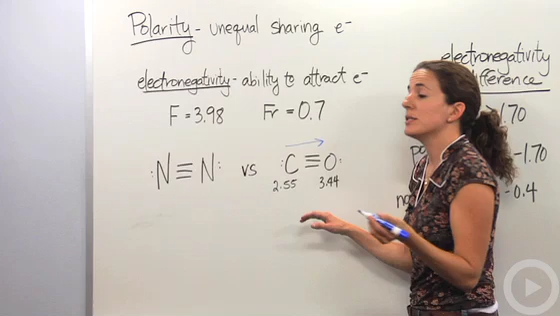 Polarity - unequal sharing e-
electronegativity - ability to attract e-
F = 3.98 Fr = 0.7
:N≡N: vs :C≡O:
2.55 3.44
electronegativity
1.70
-1.70
-0.4